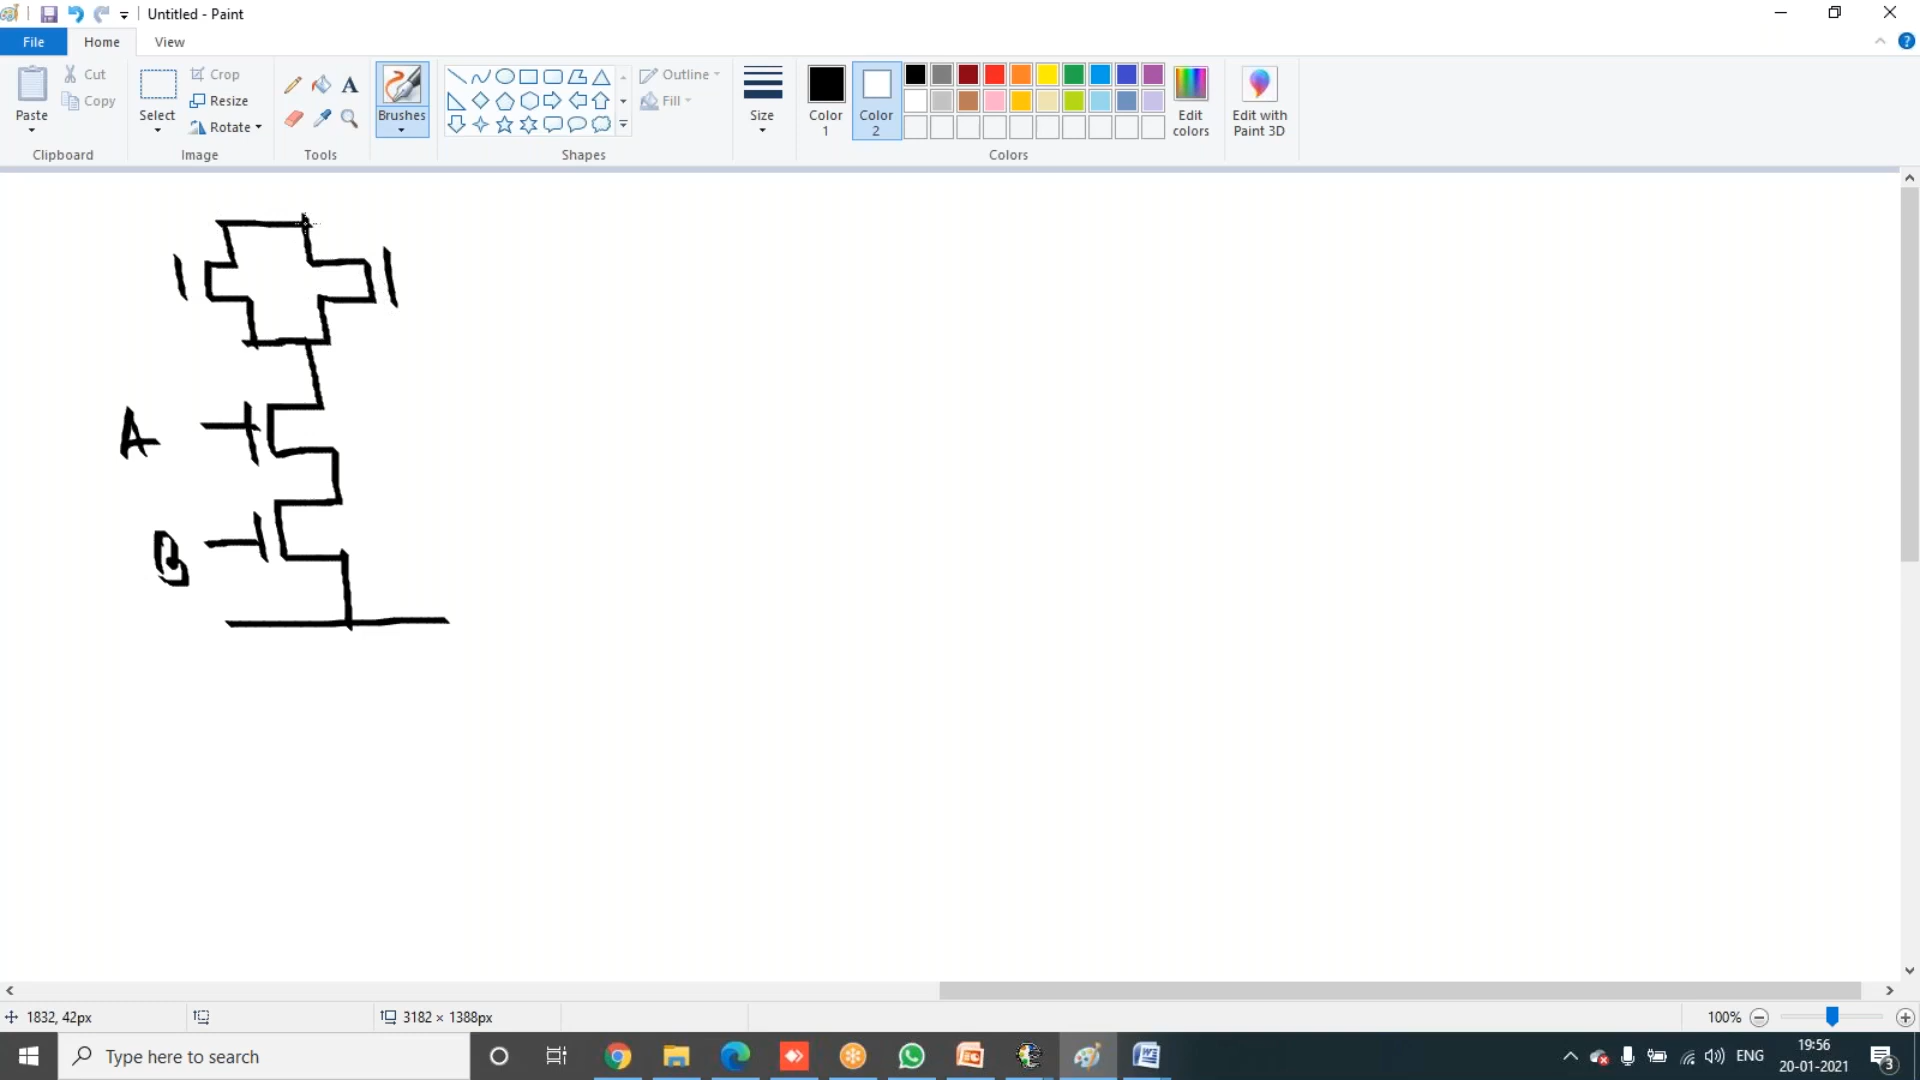 Untitled - Paint
File Home View
Paste
Cut
Copy
Clipboard
Select
Crop
Resize
Rotate
Image
Tools
Brushes
Shapes
Outline
Fill
Size
Color 1
Color 2
Edit colors
Colors
Edit with Paint 3D
A
B
1832, 42px
3182 × 1388px
100%
Type here to search
ENG
19:56
20-01-2021
3